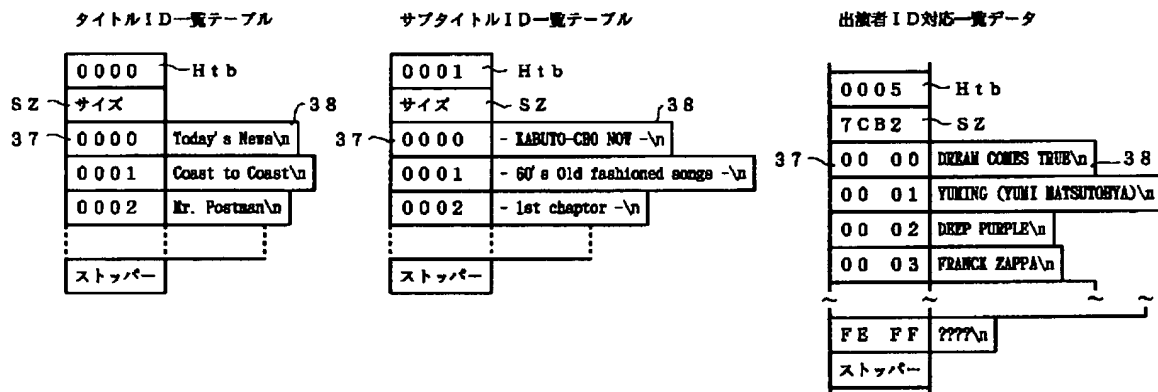 タイトルID一覧テーブル
0000 Htb
SZ サイズ 38
37 0000 Today's News\n
0001 Coast to Coast\n
0002 Mr. Postman\n
ストッパー
サブタイトルID一覧テーブル
0001 Htb
サイズ SZ 38
37 0000 - KABUTO-CHO NOW -\n
0001 - 60's Old fashioned songs -\n
0002 - 1st chaptor -\n
ストッパー
出演者ID対応一覧データ
0005 Htb
7CB2 SZ
37 00 00 DREAM COMES TRUE\n 38
00 01 YUMING (YUMI MATSUTOHYA)\n
00 02 DEEP PURPLE\n
00 03 FRANCK ZAPPA\n
~ ~ ~ ~
FE FF ????\n
ストッパー